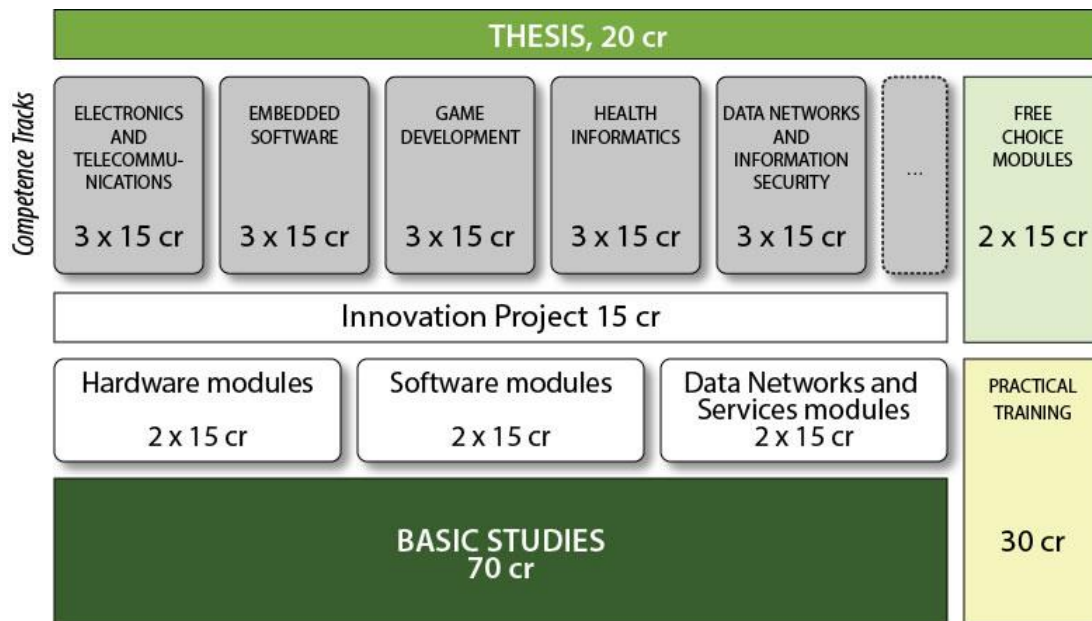 THESIS, 20 cr
Competence Tracks
ELECTRONICS
AND
TELECOMMU-
NICATIONS
3 x 15 cr
EMBEDDED
SOFTWARE
3 x 15 cr
GAME
DEVELOPMENT
3 x 15 cr
HEALTH
INFORMATICS
3 x 15 cr
DATA NETWORKS
AND
INFORMATION
SECURITY
3 x 15 cr
...
FREE
CHOICE
MODULES
2 x 15 cr
Innovation Project 15 cr
Hardware modules
2 x 15 cr
Software modules
2 x 15 cr
Data Networks and
Services modules
2 x 15 cr
PRACTICAL
TRAINING
30 cr
BASIC STUDIES
70 cr